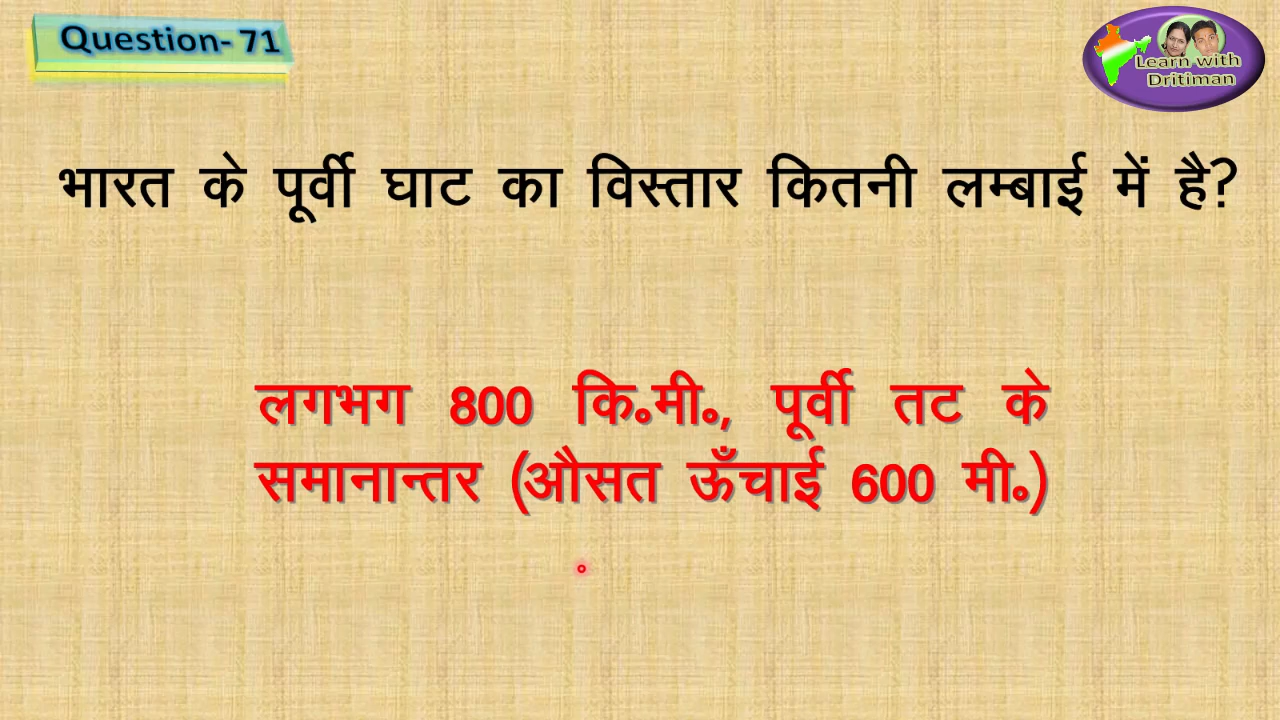 Question- 71
Learn with
Dritiman
भारत के पूर्वी घाट का विस्तार कितनी लम्बाई में है?
लगभग 800 कि॰मी॰, पूर्वी तट के
समानान्तर (औसत ऊँचाई 600 मी॰)